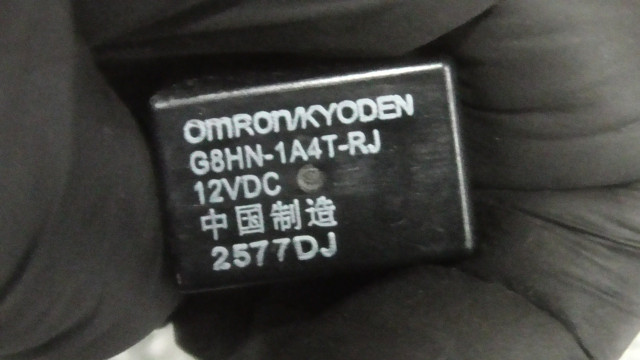 OMRON/KYODEN
G8HN-1A4T-RJ
12VDC
中国制造
2577DJ